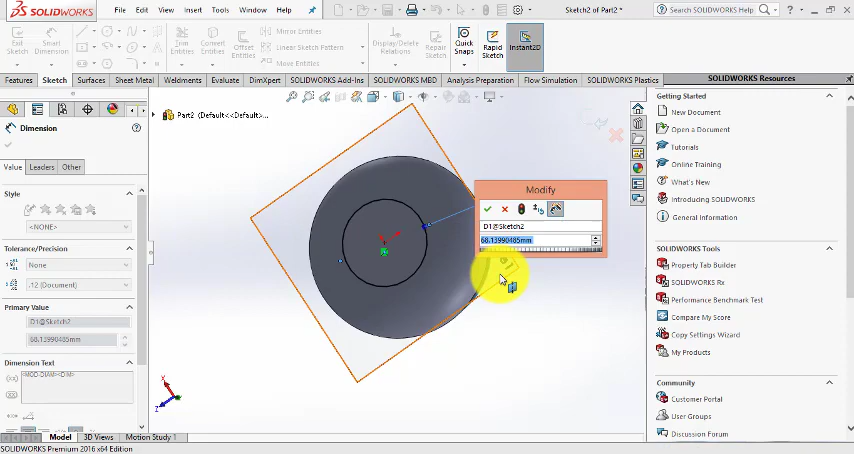 SOLIDWORKS File View Insert Tools Window Help Sketch2 of Part2 * Search SOLIDWORKS Help
Exit Sketch Smart Dimension Trim Entities Convert Entities Offset Entities Mirror Entities Linear Sketch Pattern Move Entities Display/Delete Relations Repair Sketch Quick Snaps Rapid Sketch Instant2D
Features Sketch Surfaces Sheet Metal Weldments Evaluate DimXpert SOLIDWORKS Add-Ins SOLIDWORKS MBD Analysis Preparation Flow Simulation SOLIDWORKS Plastics
SOLIDWORKS Resources
Part2 (Default<<Default>...
Dimension
Value Leaders Other
Style
<NONE>
Tolerance/Precision
None
.12 (Document)
Primary Value
D1@Sketch2
68.13990485mm
Dimension Text
<MOD-DIAM><DIM>
Modify
D1@Sketch2
68.13990485mm
X
Z
Getting Started
New Document
Open a Document
Tutorials
Online Training
What's New
Introducing SOLIDWORKS
General Information
SOLIDWORKS Tools
Property Tab Builder
SOLIDWORKS Rx
Performance Benchmark Test
Compare My Score
Copy Settings Wizard
My Products
Community
Customer Portal
User Groups
Discussion Forum
Model 3D Views Motion Study 1
SOLIDWORKS Premium 2016 x64 Edition